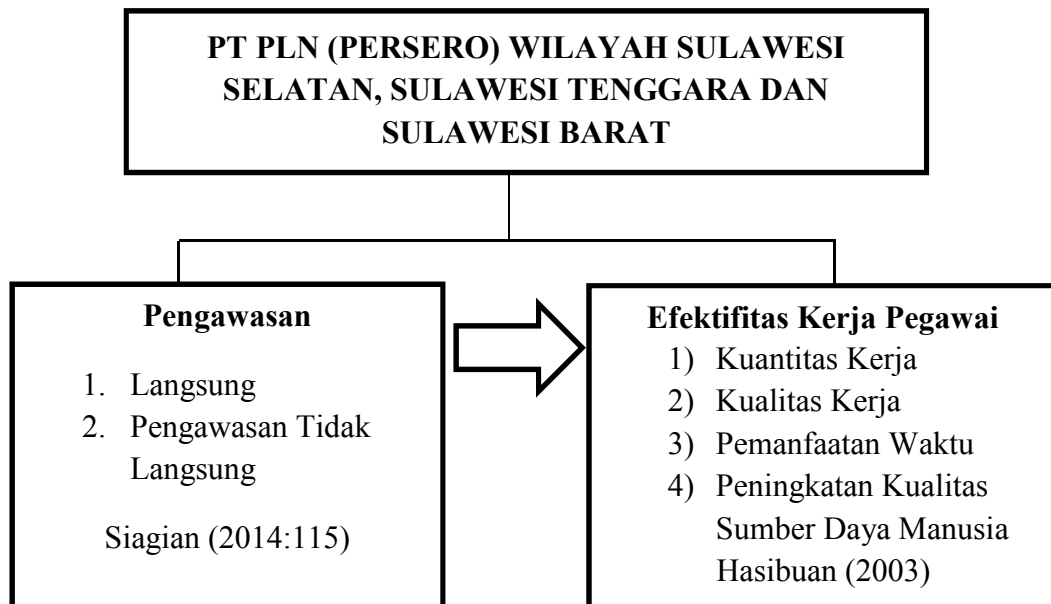 PT PLN (PERSERO) WILAYAH SULAWESI
SELATAN, SULAWESI TENGGARA DAN
SULAWESI BARAT
Pengawasan
1. Langsung
2. Pengawasan Tidak
Langsung
Siagian (2014:115)
Efektifitas Kerja Pegawai
1) Kuantitas Kerja
2) Kualitas Kerja
3) Pemanfaatan Waktu
4) Peningkatan Kualitas
Sumber Daya Manusia
Hasibuan (2003)